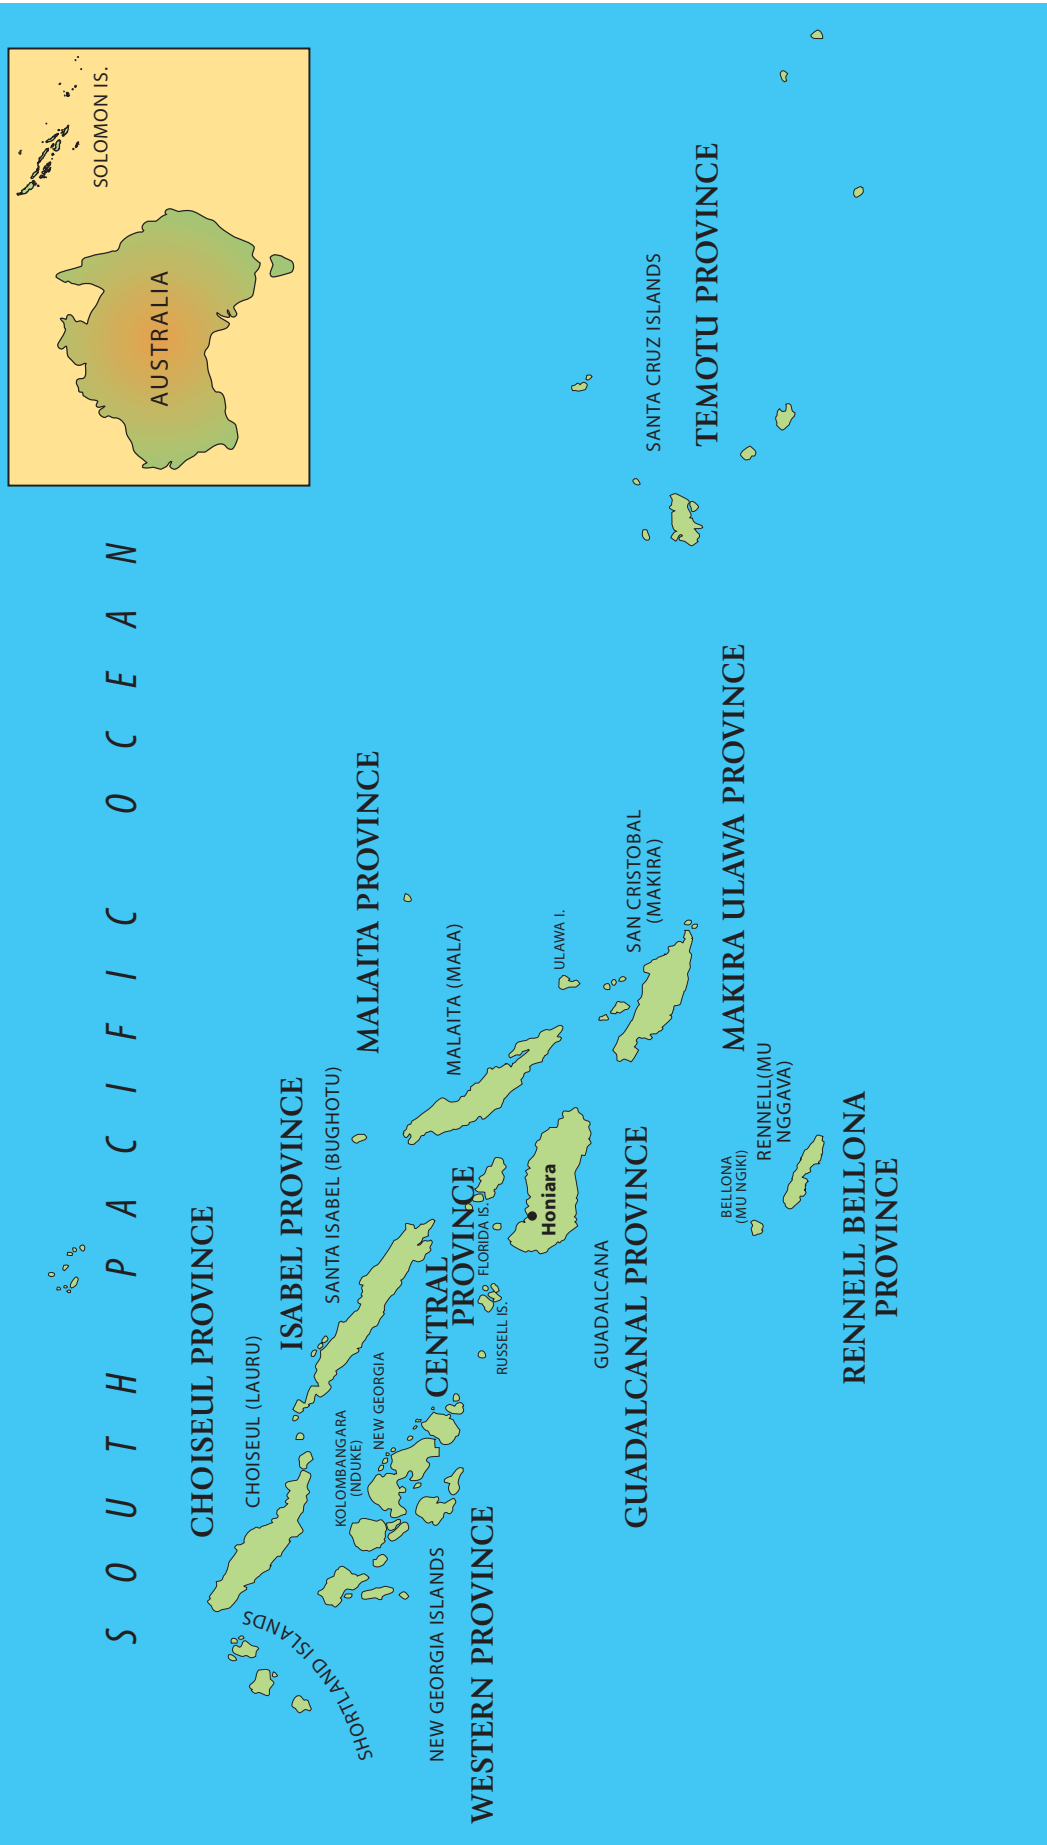 SOUTH PACIFIC OCEAN
SOLOMON IS.
AUSTRALIA
CHOISEUL PROVINCE
CHOISEUL (LAURU)
SHORTLAND ISLANDS
ISABEL PROVINCE
SANTA ISABEL (BUGHOTU)
KOLOMBANGARA
(NDUKE)
NEW GEORGIA
NEW GEORGIA ISLANDS
WESTERN PROVINCE
MALAITA PROVINCE
MALAITA (MALA)
CENTRAL
PROVINCE
FLORIDA IS.
RUSSELL IS.
Honiara
GUADALCANA
GUADALCANAL PROVINCE
ULAWA I.
SAN CRISTOBAL
(MAKIRA)
MAKIRA ULAWA PROVINCE
SANTA CRUZ ISLANDS
TEMOTU PROVINCE
BELLONA
(MU NGIKI)
RENNELL(MU
NGGAVA)
RENNELL BELLONA
PROVINCE